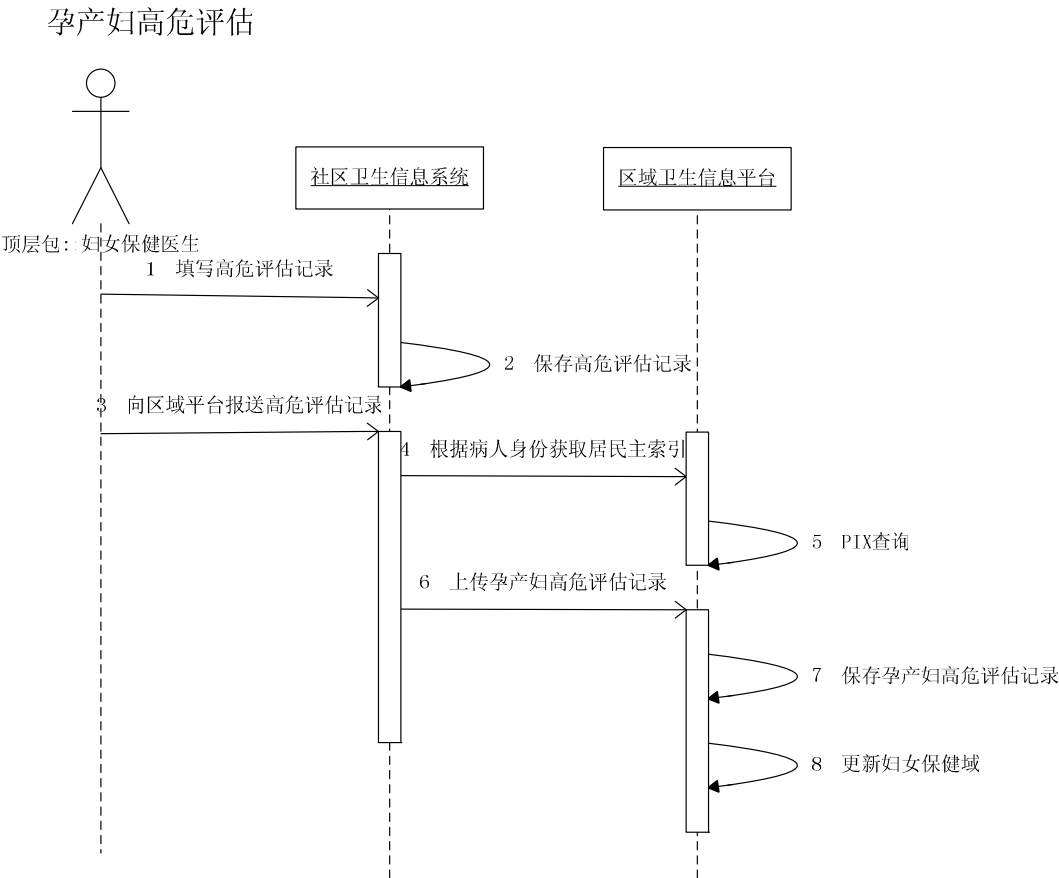 孕产妇高危评估
社区卫生信息系统
区域卫生信息平台
顶层包::妇女保健医生
1 填写高危评估记录
2 保存高危评估记录
3 向区域平台报送高危评估记录
4 根据病人身份获取居民主索引
5 PIX查询
6 上传孕产妇高危评估记录
7 保存孕产妇高危评估记录
8 更新妇女保健域